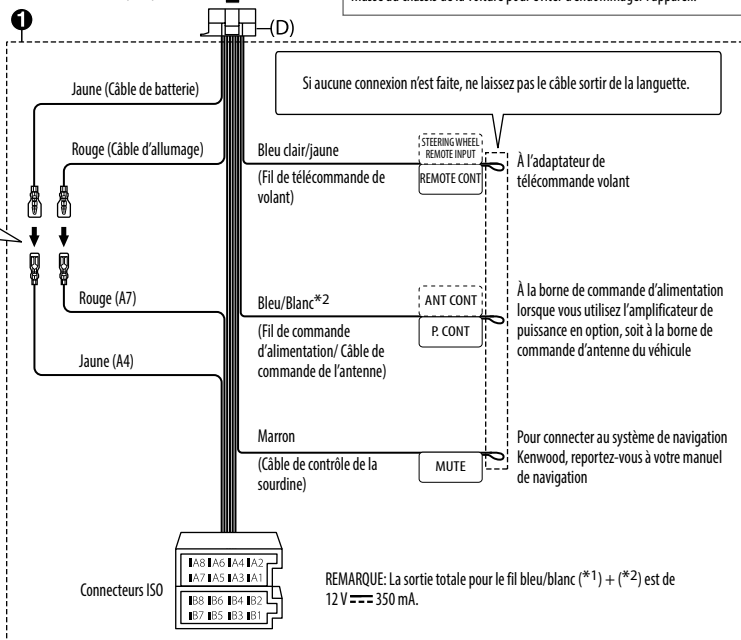 masse au châssis de la voiture pour éviter d'endommager l'appareil.
1
(D)
Jaune (Câble de batterie)
Si aucune connexion n'est faite, ne laissez pas le câble sortir de la languette.
Rouge (Câble d'allumage)
Bleu clair/jaune
(Fil de télécommande de
volant)
STEERING WHEEL
REMOTE INPUT
REMOTE CONT
À l'adaptateur de
télécommande volant
Rouge (A7)
Bleu/Blanc*2
(Fil de commande
d'alimentation/ Câble de
commande de l'antenne)
ANT CONT
P. CONT
À la borne de commande d'alimentation
lorsque vous utilisez l'amplificateur de
puissance en option, soit à la borne de
commande d'antenne du véhicule
Jaune (A4)
Marron
(Câble de contrôle de la
sourdine)
MUTE
Pour connecter au système de navigation
Kenwood, reportez-vous à votre manuel
de navigation
Connecteurs ISO
A8 A6 A4 A2
A7 A5 A3 A1
B8 B6 B4 B2
B7 B5 B3 B1
REMARQUE: La sortie totale pour le fil bleu/blanc (*1) + (*2) est de
12 V ⎓ 350 mA.